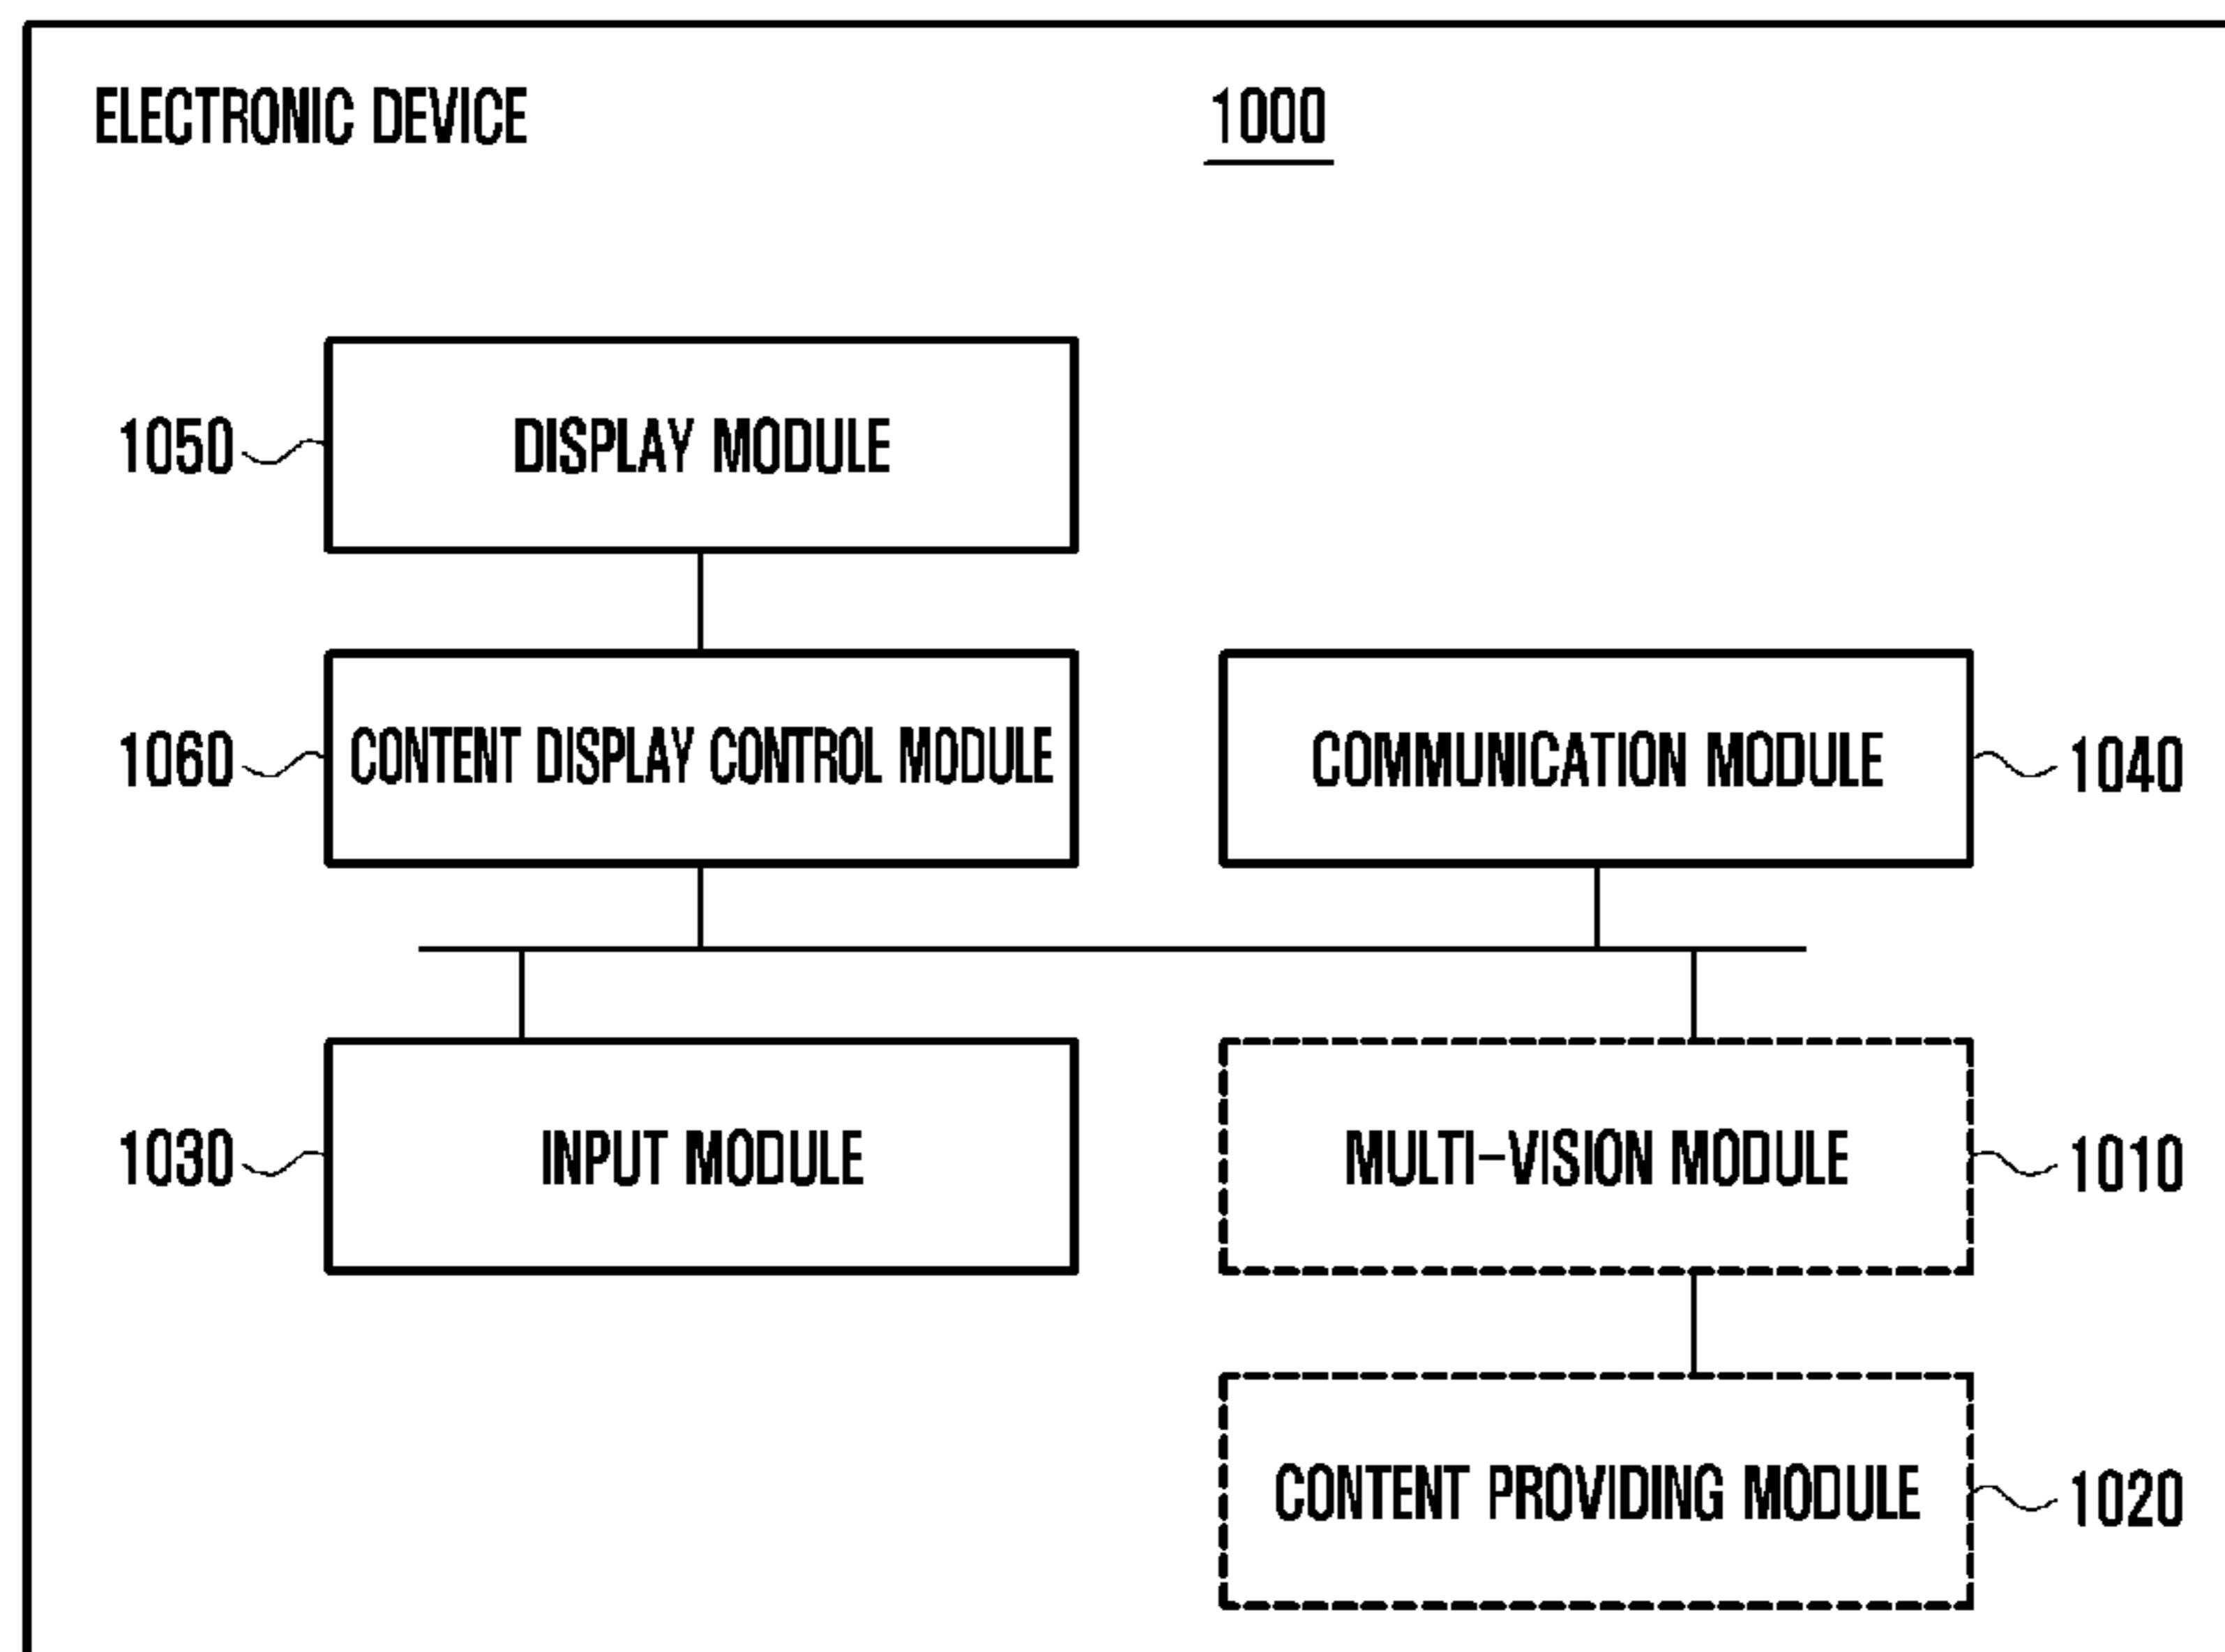 ELECTRONIC DEVICE
1000
1050
DISPLAY MODULE
1060
CONTENT DISPLAY CONTROL MODULE
COMMUNICATION MODULE
1040
1030
INPUT MODULE
MULTI-VISION MODULE
1010
CONTENT PROVIDING MODULE
1020